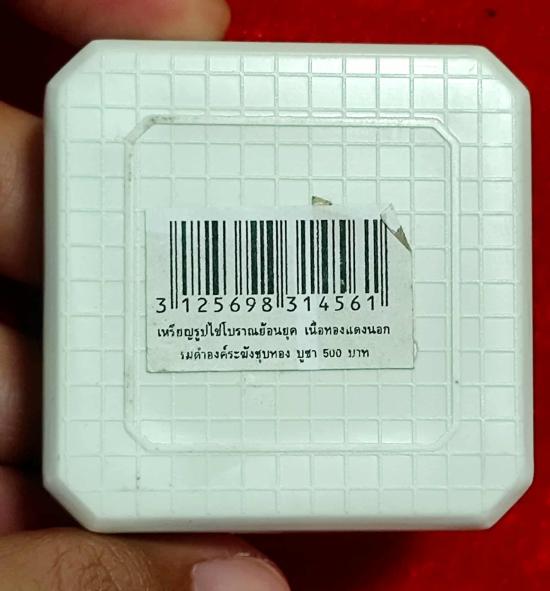 3 125698 314561
เหรียญรูปไข่โบราณย้อนยุค เนื้อทองแดงนอก
รมดำองค์ระฆังชุบทอง บูชา 500 บาท